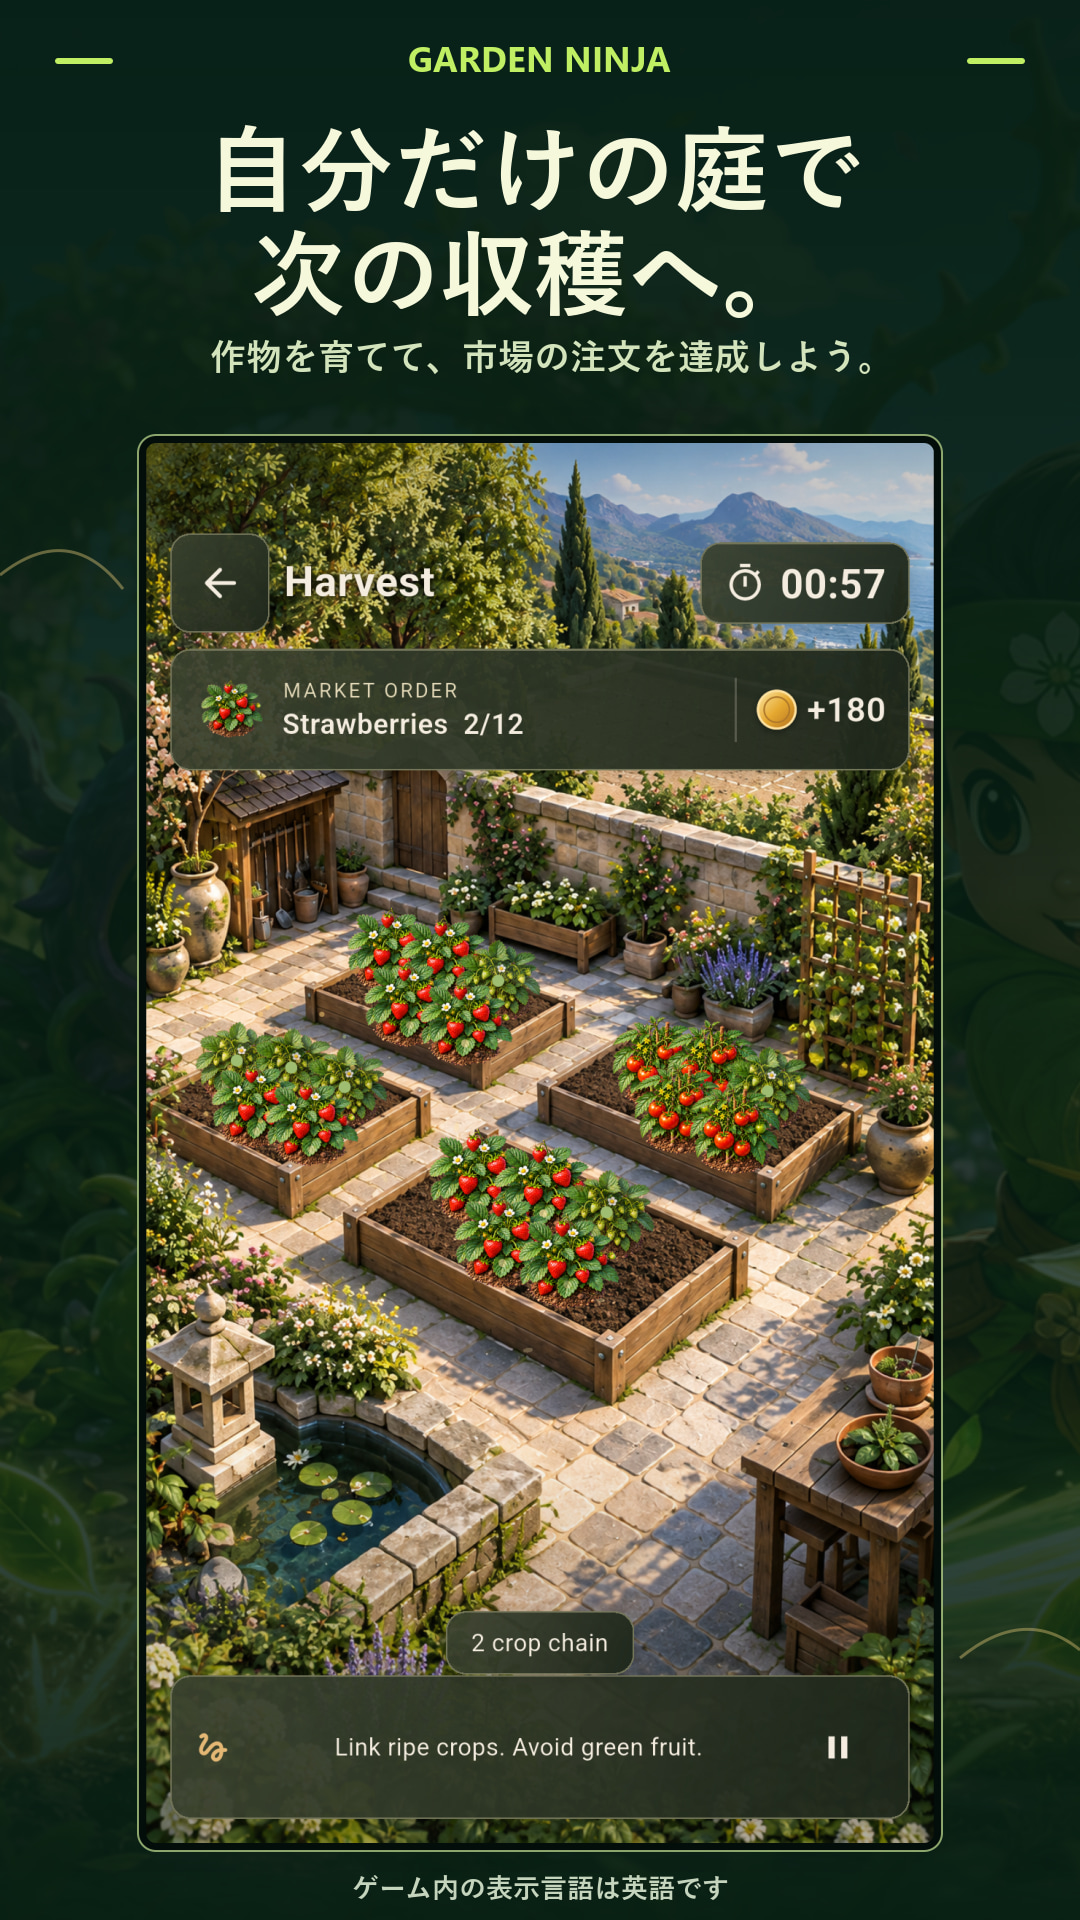 GARDEN NINJA
自分だけの庭で
次の収穫へ。
作物を育てて、市場の注文を達成しよう。
Harvest
00:57
MARKET ORDER
Strawberries 2/12
+180
2 crop chain
Link ripe crops. Avoid green fruit.
ゲーム内の表示言語は英語です